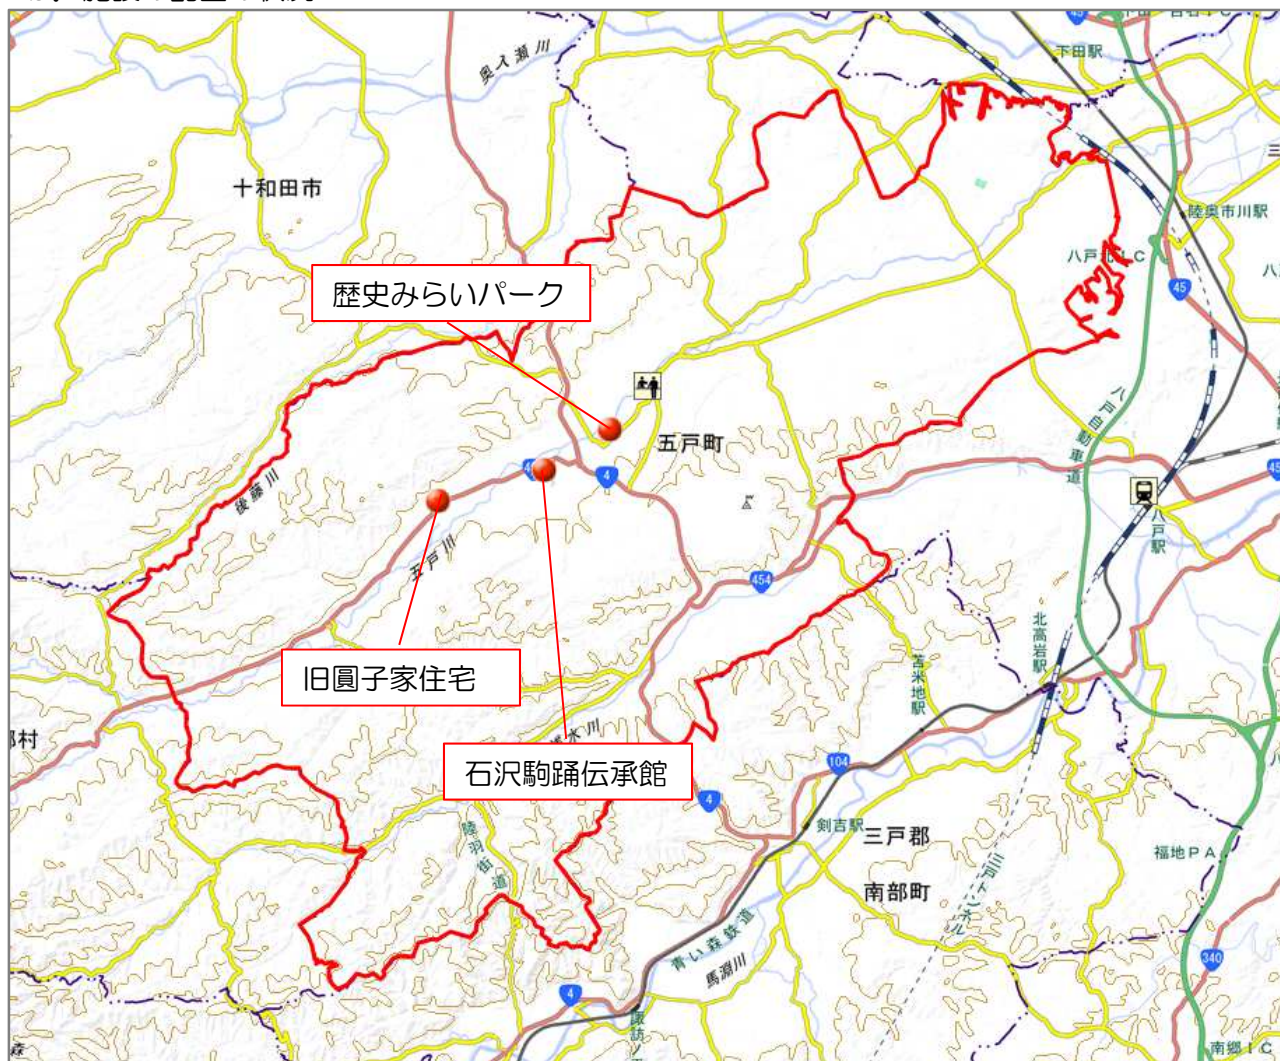 下田駅
奥入瀬川
十和田市
陸奥市川駅
八戸北IC
45
歴史みらいパーク
五戸町
4
八戸自動車道
45
後藤川
八戸駅
五戸川
454
北高岩駅
苫米地駅
旧圓子家住宅
石沢駒踊伝承館
104
4
剣吉駅
陸羽街道
三戸郡
福地PA
南部町
三戸トンネル
青い森鉄道
馬淵川
340
4
南郷IC
森